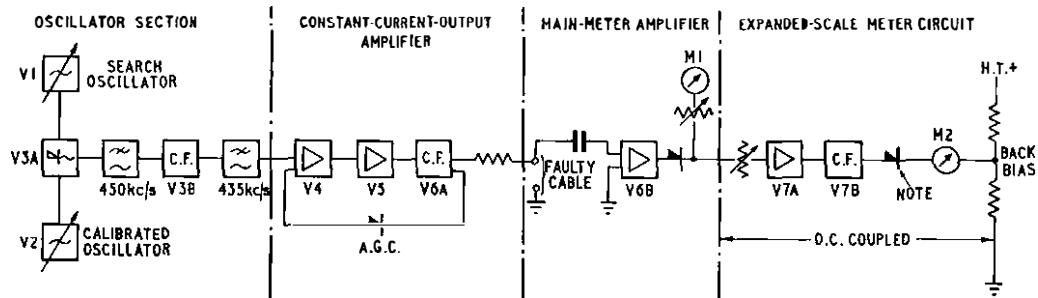 OSCILLATOR SECTION
CONSTANT-CURRENT-OUTPUT
AMPLIFIER
MAIN-METER AMPLIFIER
EXPANDED-SCALE METER CIRCUIT
V1
SEARCH
OSCILLATOR
M1
H.T.+
V3A
C.F.
C.F.
C.F.
M2
BACK
BIAS
450kc/s
V3B
435kc/s
V4
V5
V6A
FAULTY
CABLE
V6B
V7A
V7B
NOTE
V2
CALIBRATED
OSCILLATOR
A.G.C.
D.C. COUPLED